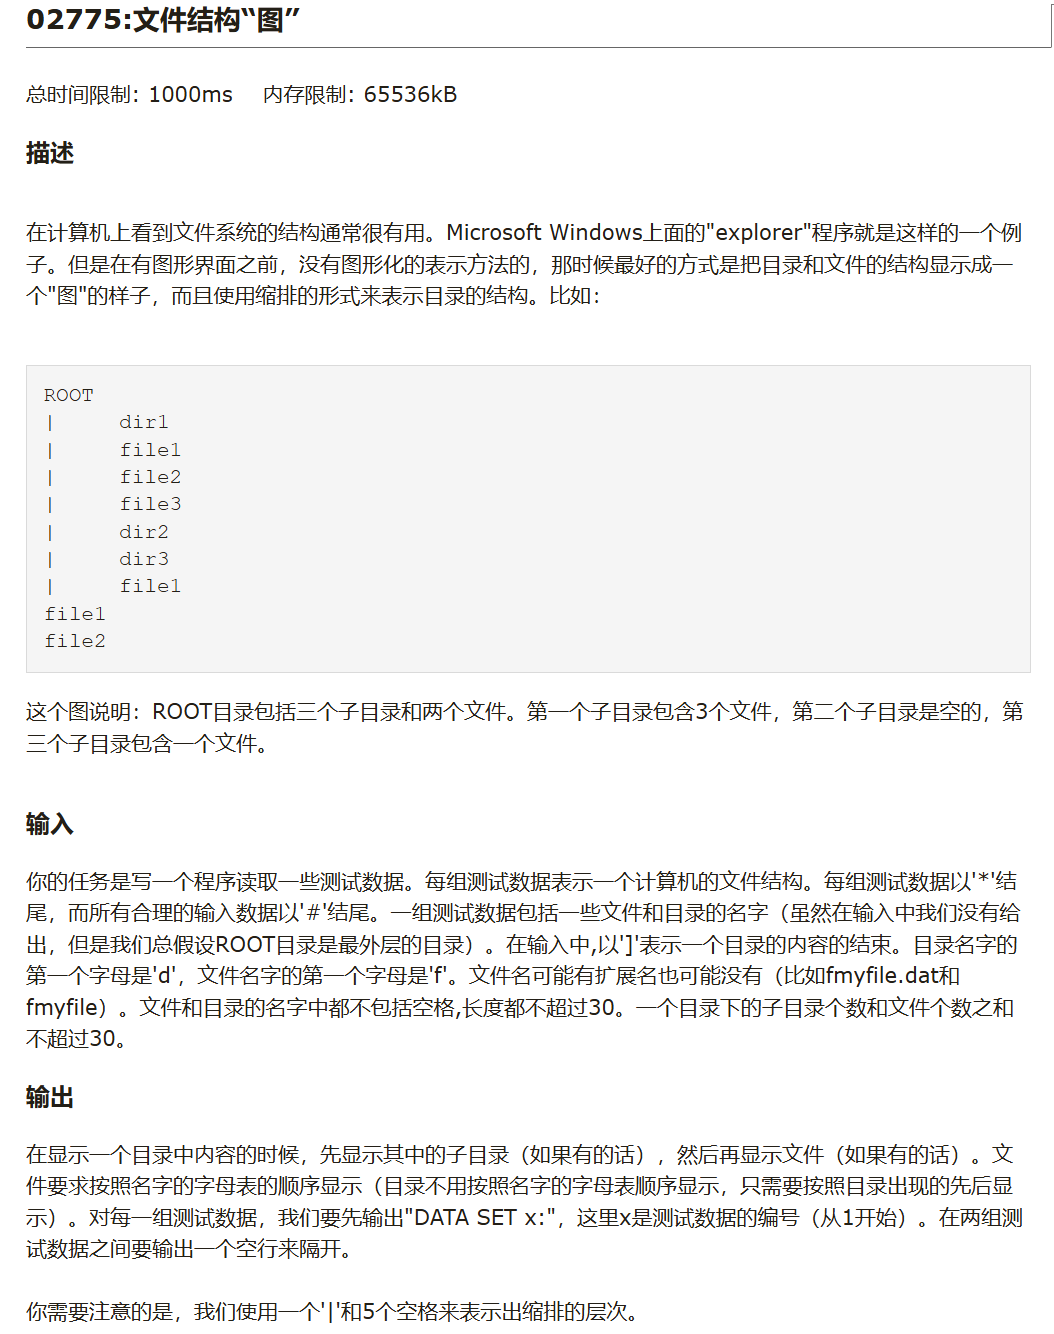 02775:文件结构“图”
总时间限制: 1000ms 内存限制: 65536kB
描述
在计算机上看到文件系统的结构通常很有用。Microsoft Windows上面的"explorer"程序就是这样的一个例
子。但是在有图形界面之前，没有图形化的表示方法的，那时候最好的方式是把目录和文件的结构显示成一
个"图"的样子，而且使用缩排的形式来表示目录的结构。比如：
ROOT
|     dir1
|     file1
|     file2
|     file3
|     dir2
|     dir3
|     file1
file1
file2
这个图说明：ROOT目录包括三个子目录和两个文件。第一个子目录包含3个文件，第二个子目录是空的，第
三个子目录包含一个文件。
输入
你的任务是写一个程序读取一些测试数据。每组测试数据表示一个计算机的文件结构。每组测试数据以'*'结
尾，而所有合理的输入数据以'#'结尾。一组测试数据包括一些文件和目录的名字（虽然在输入中我们没有给
出，但是我们总假设ROOT目录是最外层的目录）。在输入中,以']'表示一个目录的内容的结束。目录名字的
第一个字母是'd'，文件名字的第一个字母是'f'。文件名可能有扩展名也可能没有（比如fmyfile.dat和
fmyfile）。文件和目录的名字中都不包括空格,长度都不超过30。一个目录下的子目录个数和文件个数之和
不超过30。
输出
在显示一个目录中内容的时候，先显示其中的子目录（如果有的话），然后再显示文件（如果有的话）。文
件要求按照名字的字母表的顺序显示（目录不用按照名字的字母表顺序显示，只需要按照目录出现的先后显
示）。对每一组测试数据，我们要先输出"DATA SET x:"，这里x是测试数据的编号（从1开始）。在两组测
试数据之间要输出一个空行来隔开。
你需要注意的是，我们使用一个'|'和5个空格来表示出缩排的层次。